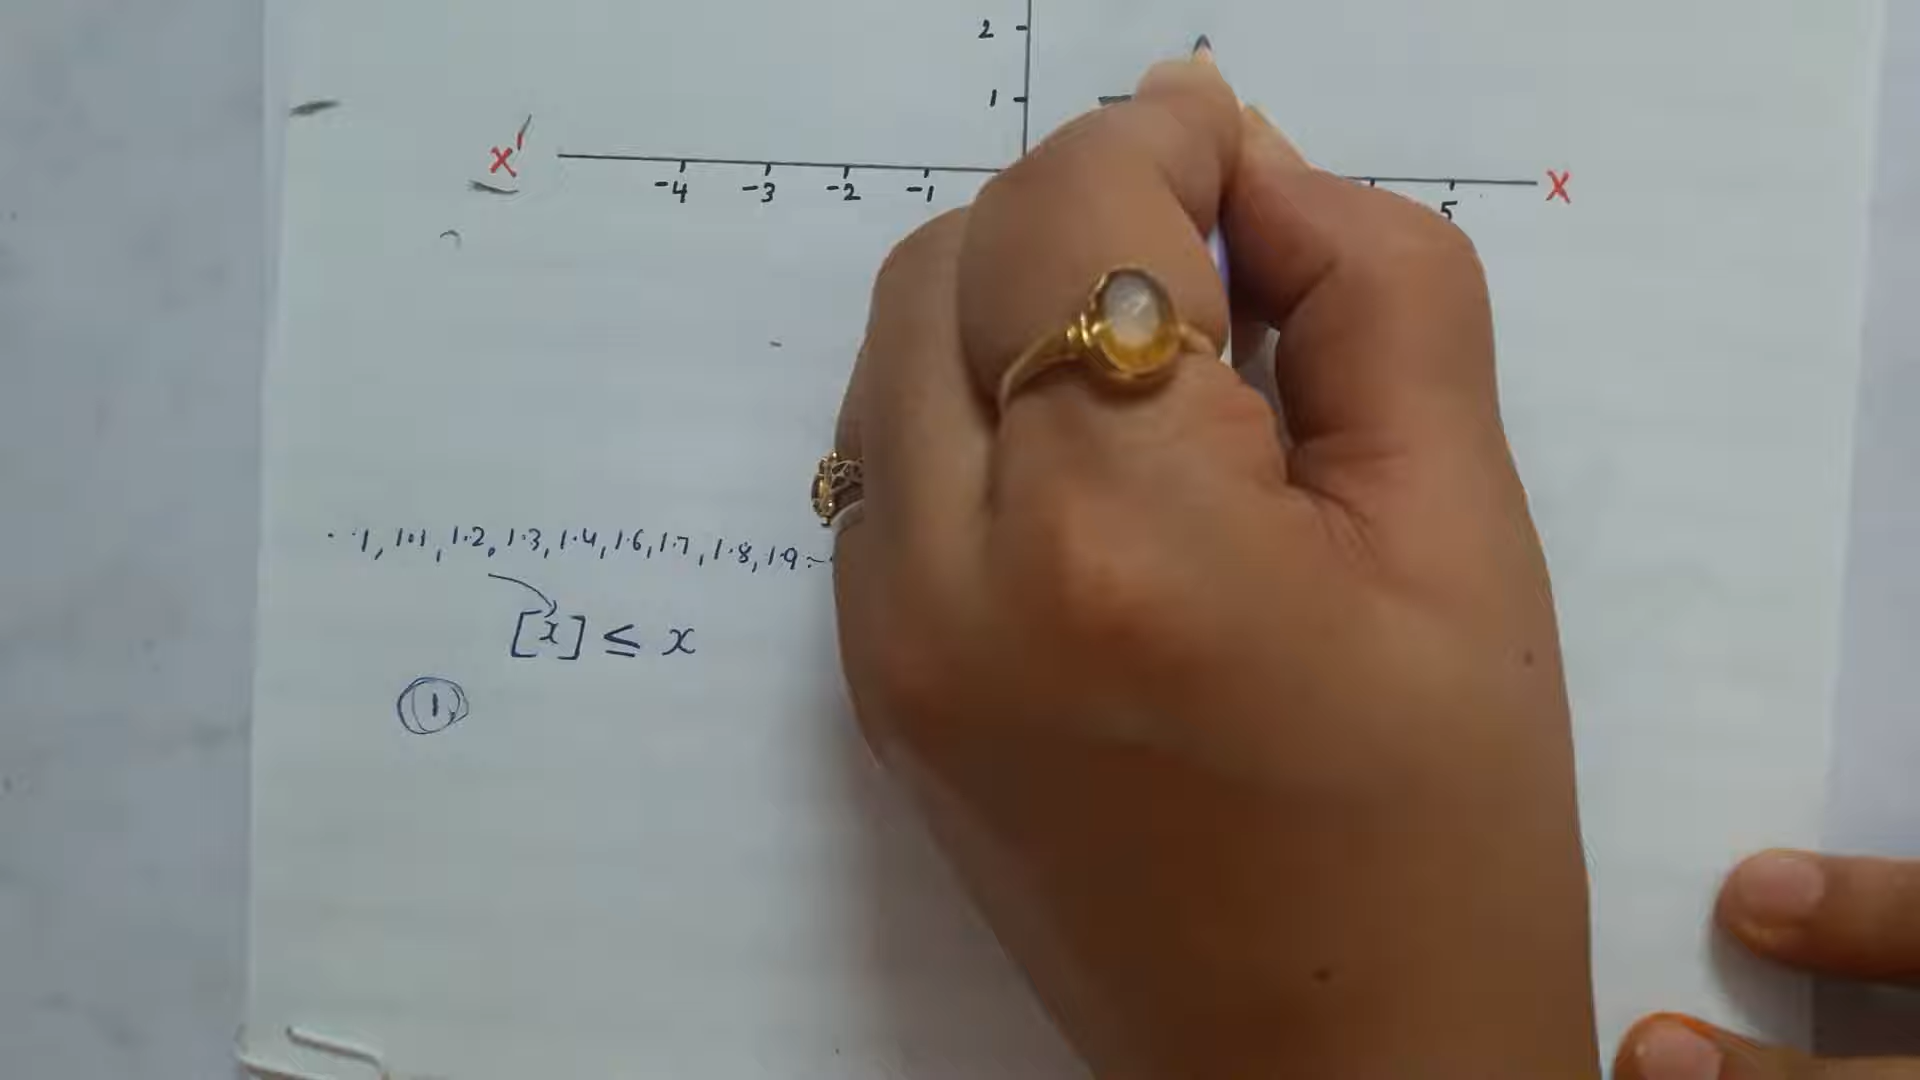 2
1
X' -4 -3 -2 -1 5 X
1, 1.1, 1.2, 1.3, 1.4, 1.6, 1.7, 1.8, 1.9
[x] ≤ x
1